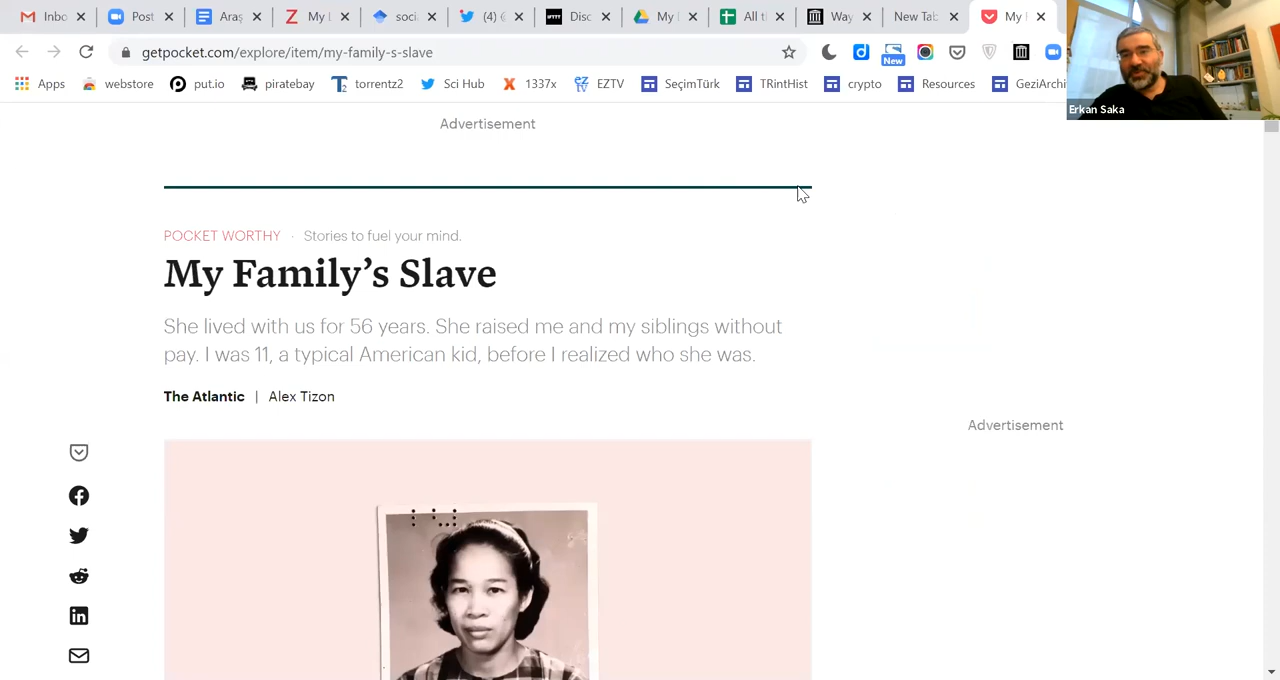 Inbo
Post
Araş
My l
soci
(4) 
Disc
My l
All tl
Way
New Tab
My l
getpocket.com/explore/item/my-family-s-slave
New
Apps
webstore
put.io
piratebay
torrentz2
Sci Hub
1337x
EZTV
SeçimTürk
TRintHist
crypto
Resources
GeziArchi
Erkan Saka
Advertisement
POCKET WORTHY · Stories to fuel your mind.
My Family’s Slave
She lived with us for 56 years. She raised me and my siblings without
pay. I was 11, a typical American kid, before I realized who she was.
The Atlantic | Alex Tizon
Advertisement